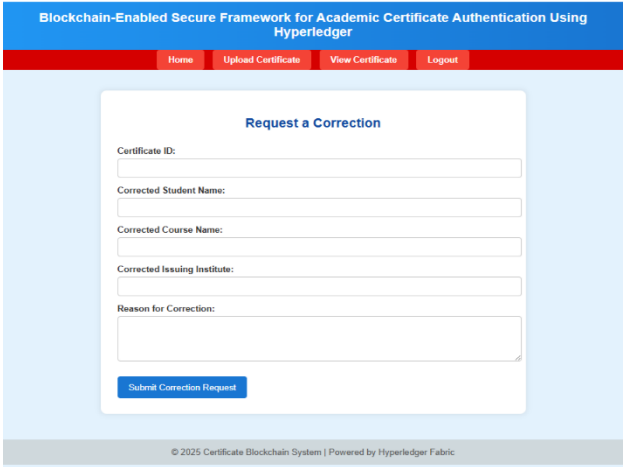 Blockchain-Enabled Secure Framework for Academic Certificate Authentication Using
Hyperledger
Home Upload Certificate View Certificate Logout
Request a Correction
Certificate ID:
Corrected Student Name:
Corrected Course Name:
Corrected Issuing Institute:
Reason for Correction:
Submit Correction Request
© 2025 Certificate Blockchain System | Powered by Hyperledger Fabric